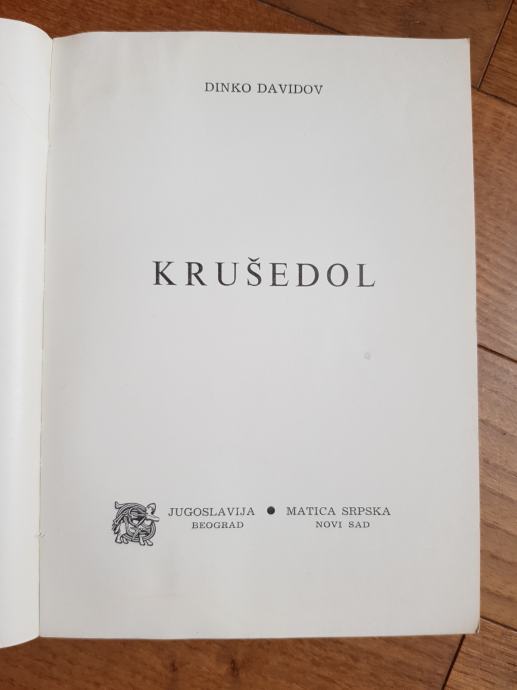 DINKO DAVIDOV
KRUŠEDOL
JUGOSLAVIJA ● MATICA SRPSKA
BEOGRAD NOVI SAD